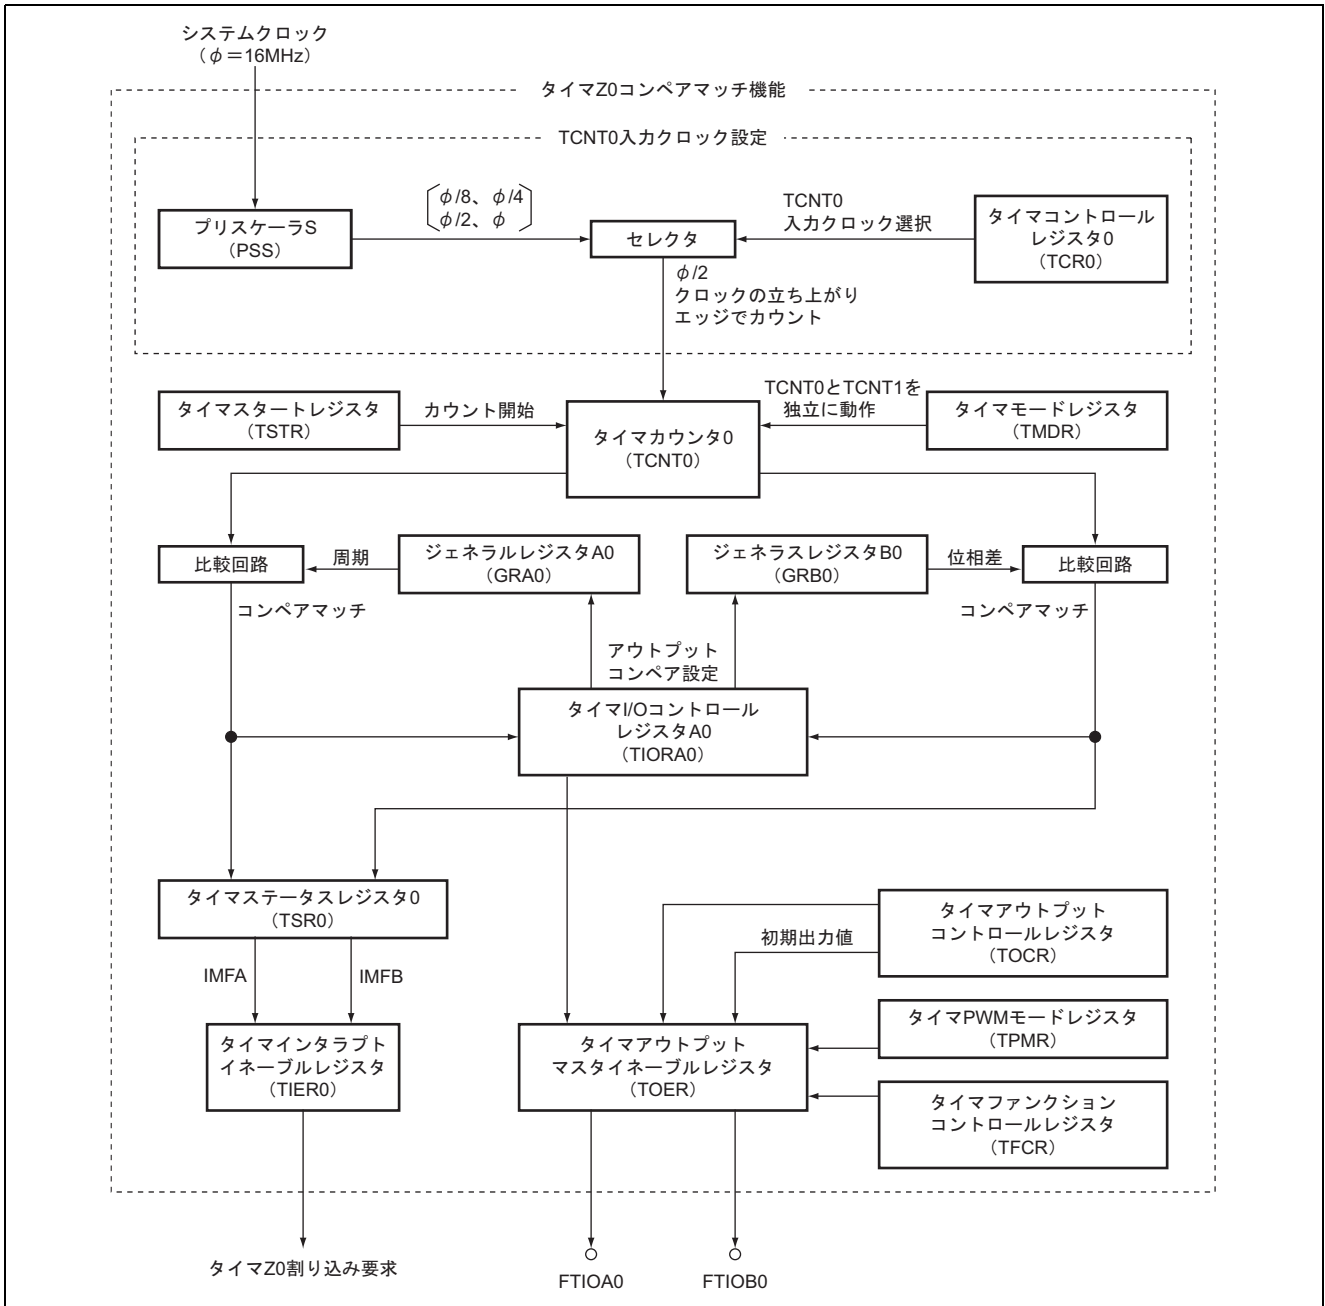 システムクロック
(φ=16MHz)
タイマZ0コンペアマッチ機能
TCNT0入力クロック設定
プリスケーラS
(PSS)
φ/8、φ/4
φ/2、φ
セレクタ
TCNT0
入力クロック選択
タイマコントロール
レジスタ0
(TCR0)
φ/2
クロックの立ち上がり
エッジでカウント
タイマスタートレジスタ
(TSTR)
カウント開始
タイマカウンタ0
(TCNT0)
TCNT0とTCNT1を
独立に動作
タイマモードレジスタ
(TMDR)
比較回路
周期
ジェネラルレジスタA0
(GRA0)
ジェネラスレジスタB0
(GRB0)
位相差
比較回路
コンペアマッチ
コンペアマッチ
アウトプット
コンペア設定
タイマI/Oコントロール
レジスタA0
(TIORA0)
タイマステータスレジスタ0
(TSR0)
IMFA
IMFB
タイマインタラプト
イネーブルレジスタ
(TIER0)
初期出力値
タイマアウトプット
コントロールレジスタ
(TOCR)
タイマPWMモードレジスタ
(TPMR)
タイマアウトプット
マスタイネーブルレジスタ
(TOER)
タイマファンクション
コントロールレジスタ
(TFCR)
タイマZ0割り込み要求
FTIOA0
FTIOB0